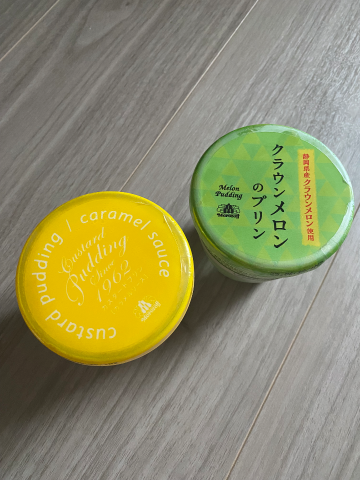 custard pudding / caramel sauce
Custard
Pudding
Since
1962
Melon
Pudding
クラウンメロン
のプリン
静岡県産クラウンメロン使用